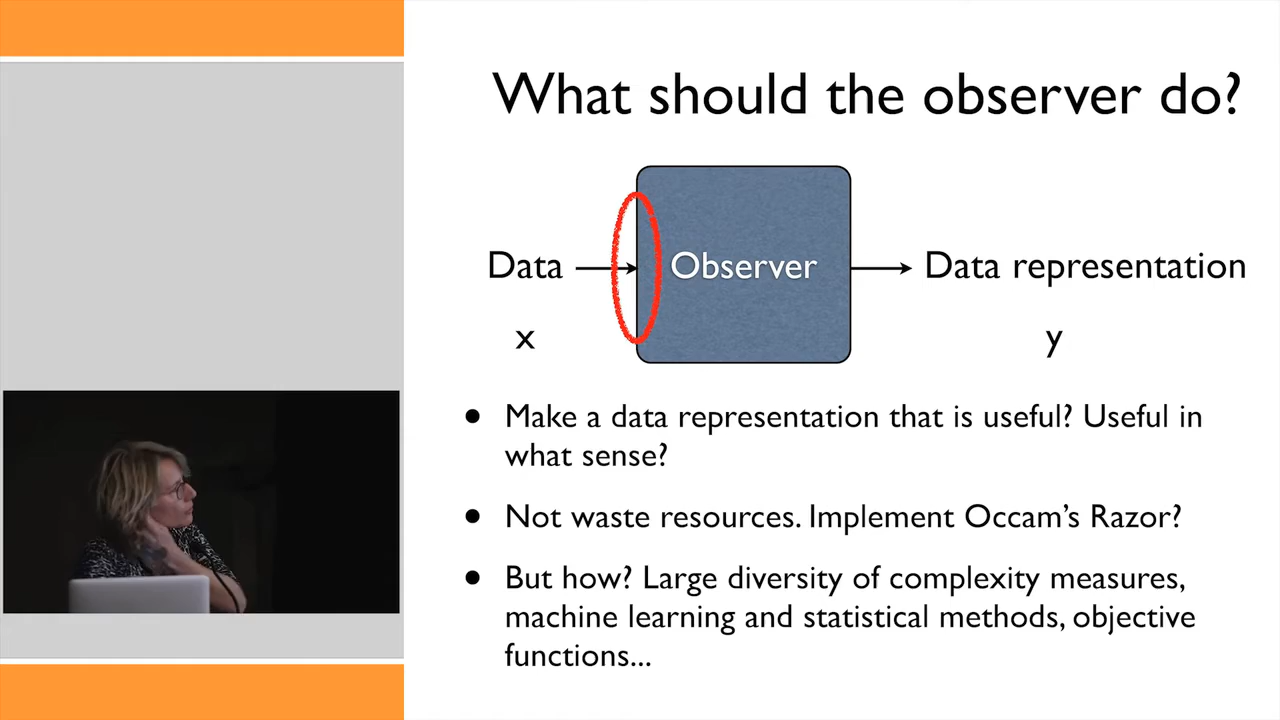 What should the observer do?
Data
Observer
Data representation
x
y
• Make a data representation that is useful? Useful in
what sense?
• Not waste resources. Implement Occam's Razor?
• But how? Large diversity of complexity measures,
machine learning and statistical methods, objective
functions...